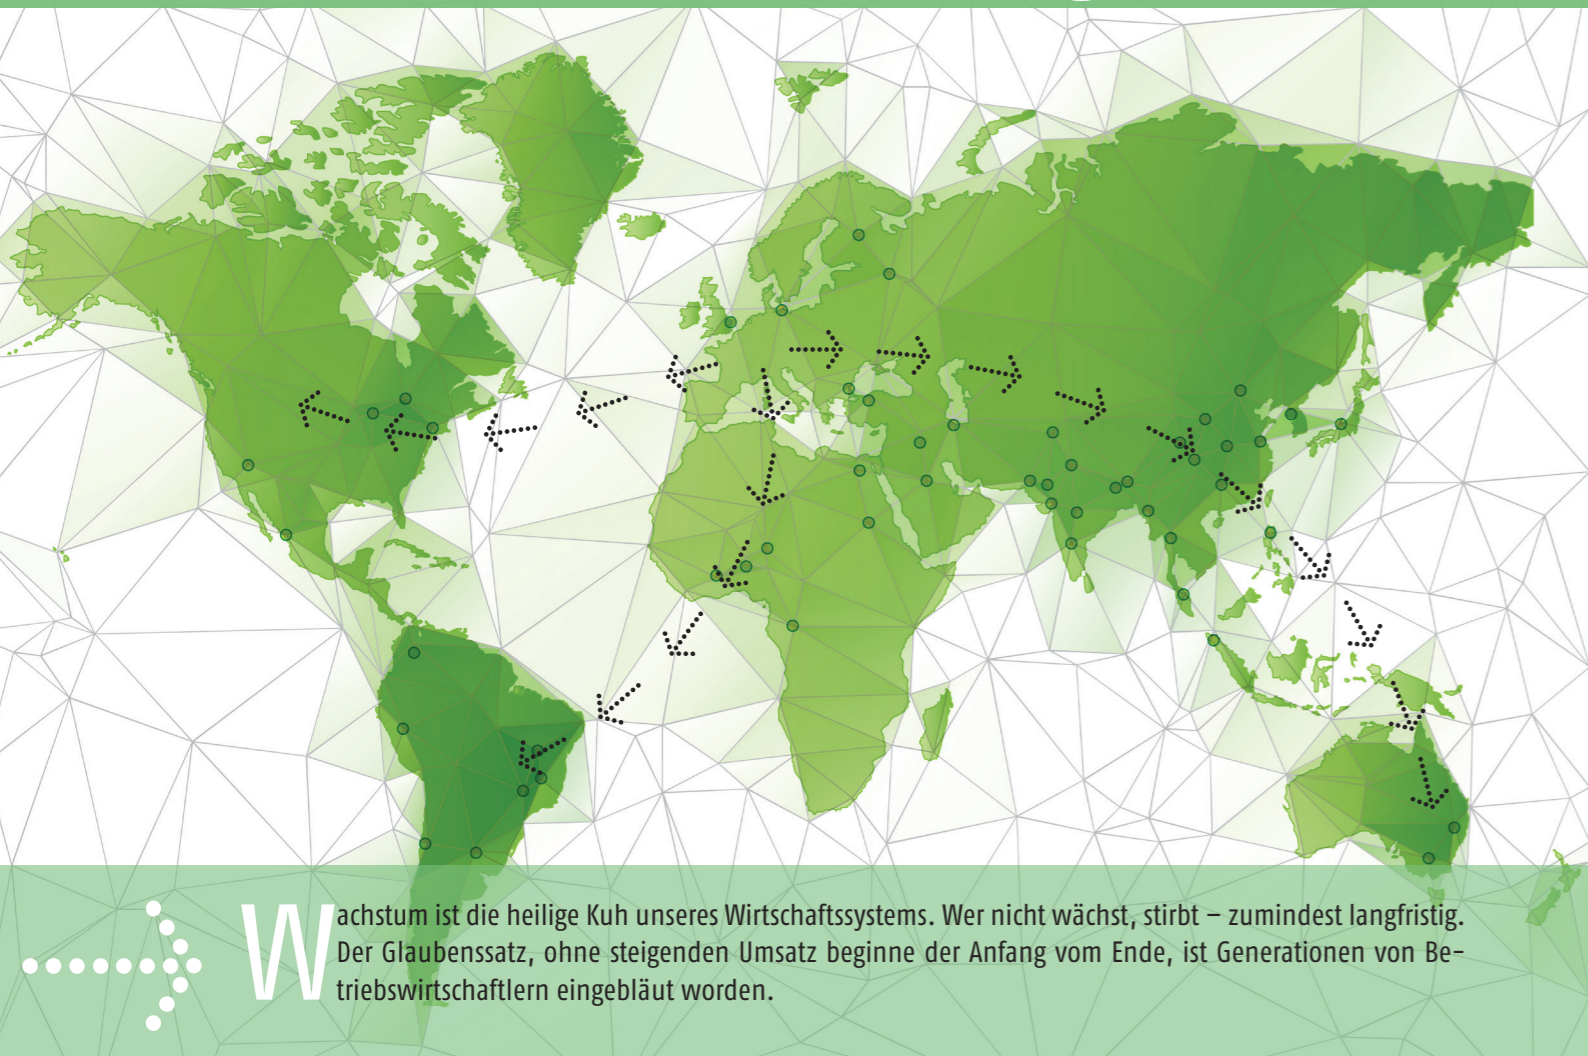 Wachstum ist die heilige Kuh unseres Wirtschaftssystems. Wer nicht wächst, stirbt – zumindest langfristig.
Der Glaubenssatz, ohne steigenden Umsatz beginne der Anfang vom Ende, ist Generationen von Be-
triebswirtschaftlern eingebläut worden.